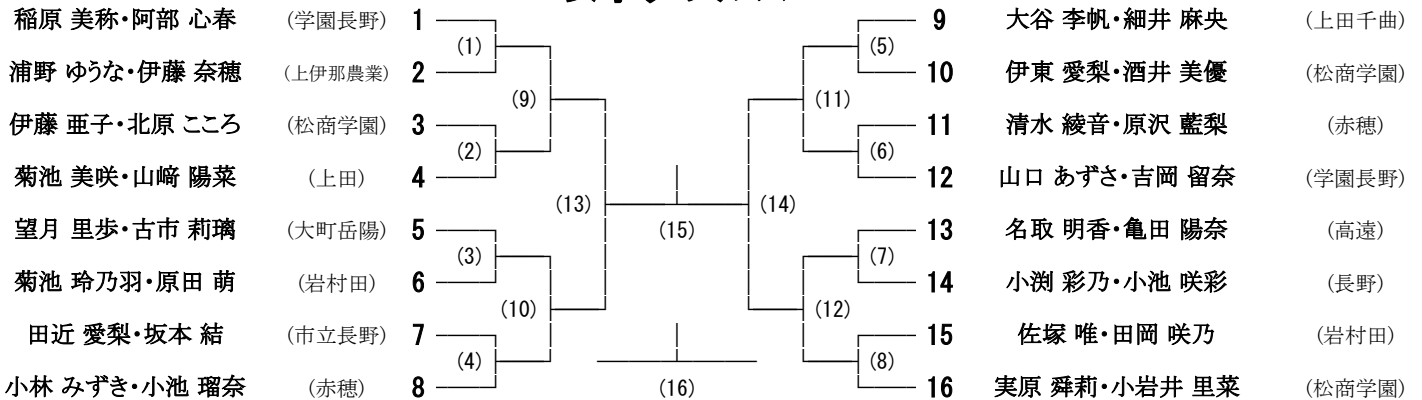 稲原 美称・阿部 心春 (学園長野) 1
浦野 ゆうな・伊藤 奈穂 (上伊那農業) 2
伊藤 亜子・北原 こころ (松商学園) 3
菊池 美咲・山﨑 陽菜 (上田) 4
望月 里歩・古市 莉璃 (大町岳陽) 5
菊池 玲乃羽・原田 萌 (岩村田) 6
田近 愛梨・坂本 結 (市立長野) 7
小林 みずき・小池 瑠奈 (赤穂) 8
(1)
(2)
(3)
(4)
(9)
(10)
(13)
(15)
(16)
(14)
(11)
(12)
(5)
(6)
(7)
(8)
9 大谷 李帆・細井 麻央 (上田千曲)
10 伊東 愛梨・酒井 美優 (松商学園)
11 清水 綾音・原沢 藍梨 (赤穂)
12 山口 あずさ・吉岡 留奈 (学園長野)
13 名取 明香・亀田 陽奈 (高遠)
14 小渕 彩乃・小池 咲彩 (長野)
15 佐塚 唯・田岡 咲乃 (岩村田)
16 実原 舜莉・小岩井 里菜 (松商学園)